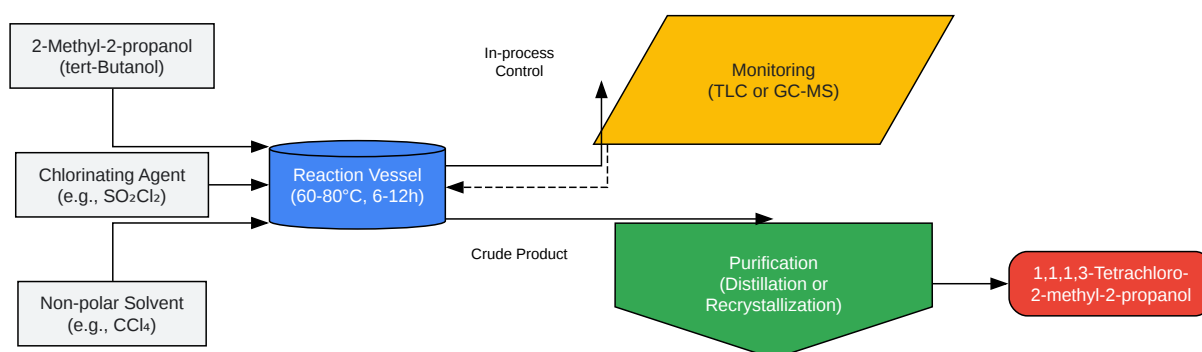 2-Methyl-2-propanol
(tert-Butanol)
In-process
Control
Monitoring
(TLC or GC-MS)
Chlorinating Agent
(e.g., SO₂Cl₂)
Reaction Vessel
(60-80°C, 6-12h)
Crude Product
Non-polar Solvent
(e.g., CCl₄)
Purification
(Distillation or
Recrystallization)
1,1,1,3-Tetrachloro-
2-methyl-2-propanol